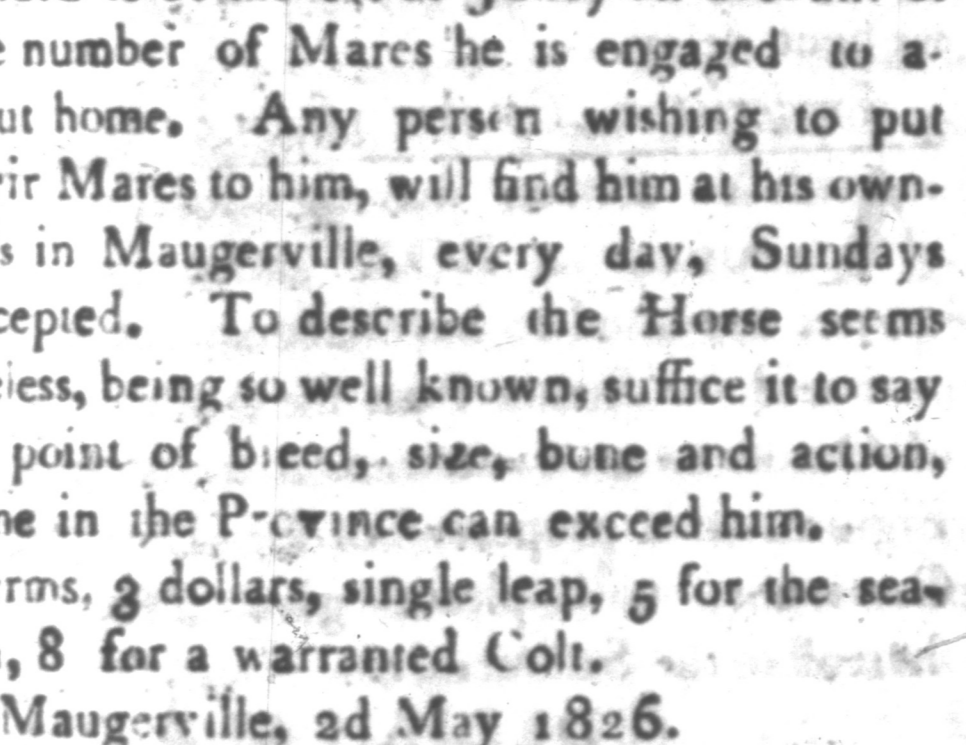 number of Mares he is engaged to a-
ut home. Any person wishing to put
ir Mares to him, will find him at his own-
s in Maugerville, every day, Sundays
cepted. To describe the Horse seems
less, being so well known, suffice it to say
point of breed, size, bone and action,
ne in the Province can exceed him.
rms, 3 dollars, single leap, 5 for the sea-
, 8 for a warranted Colt.
Maugerville, 2d May 1826.